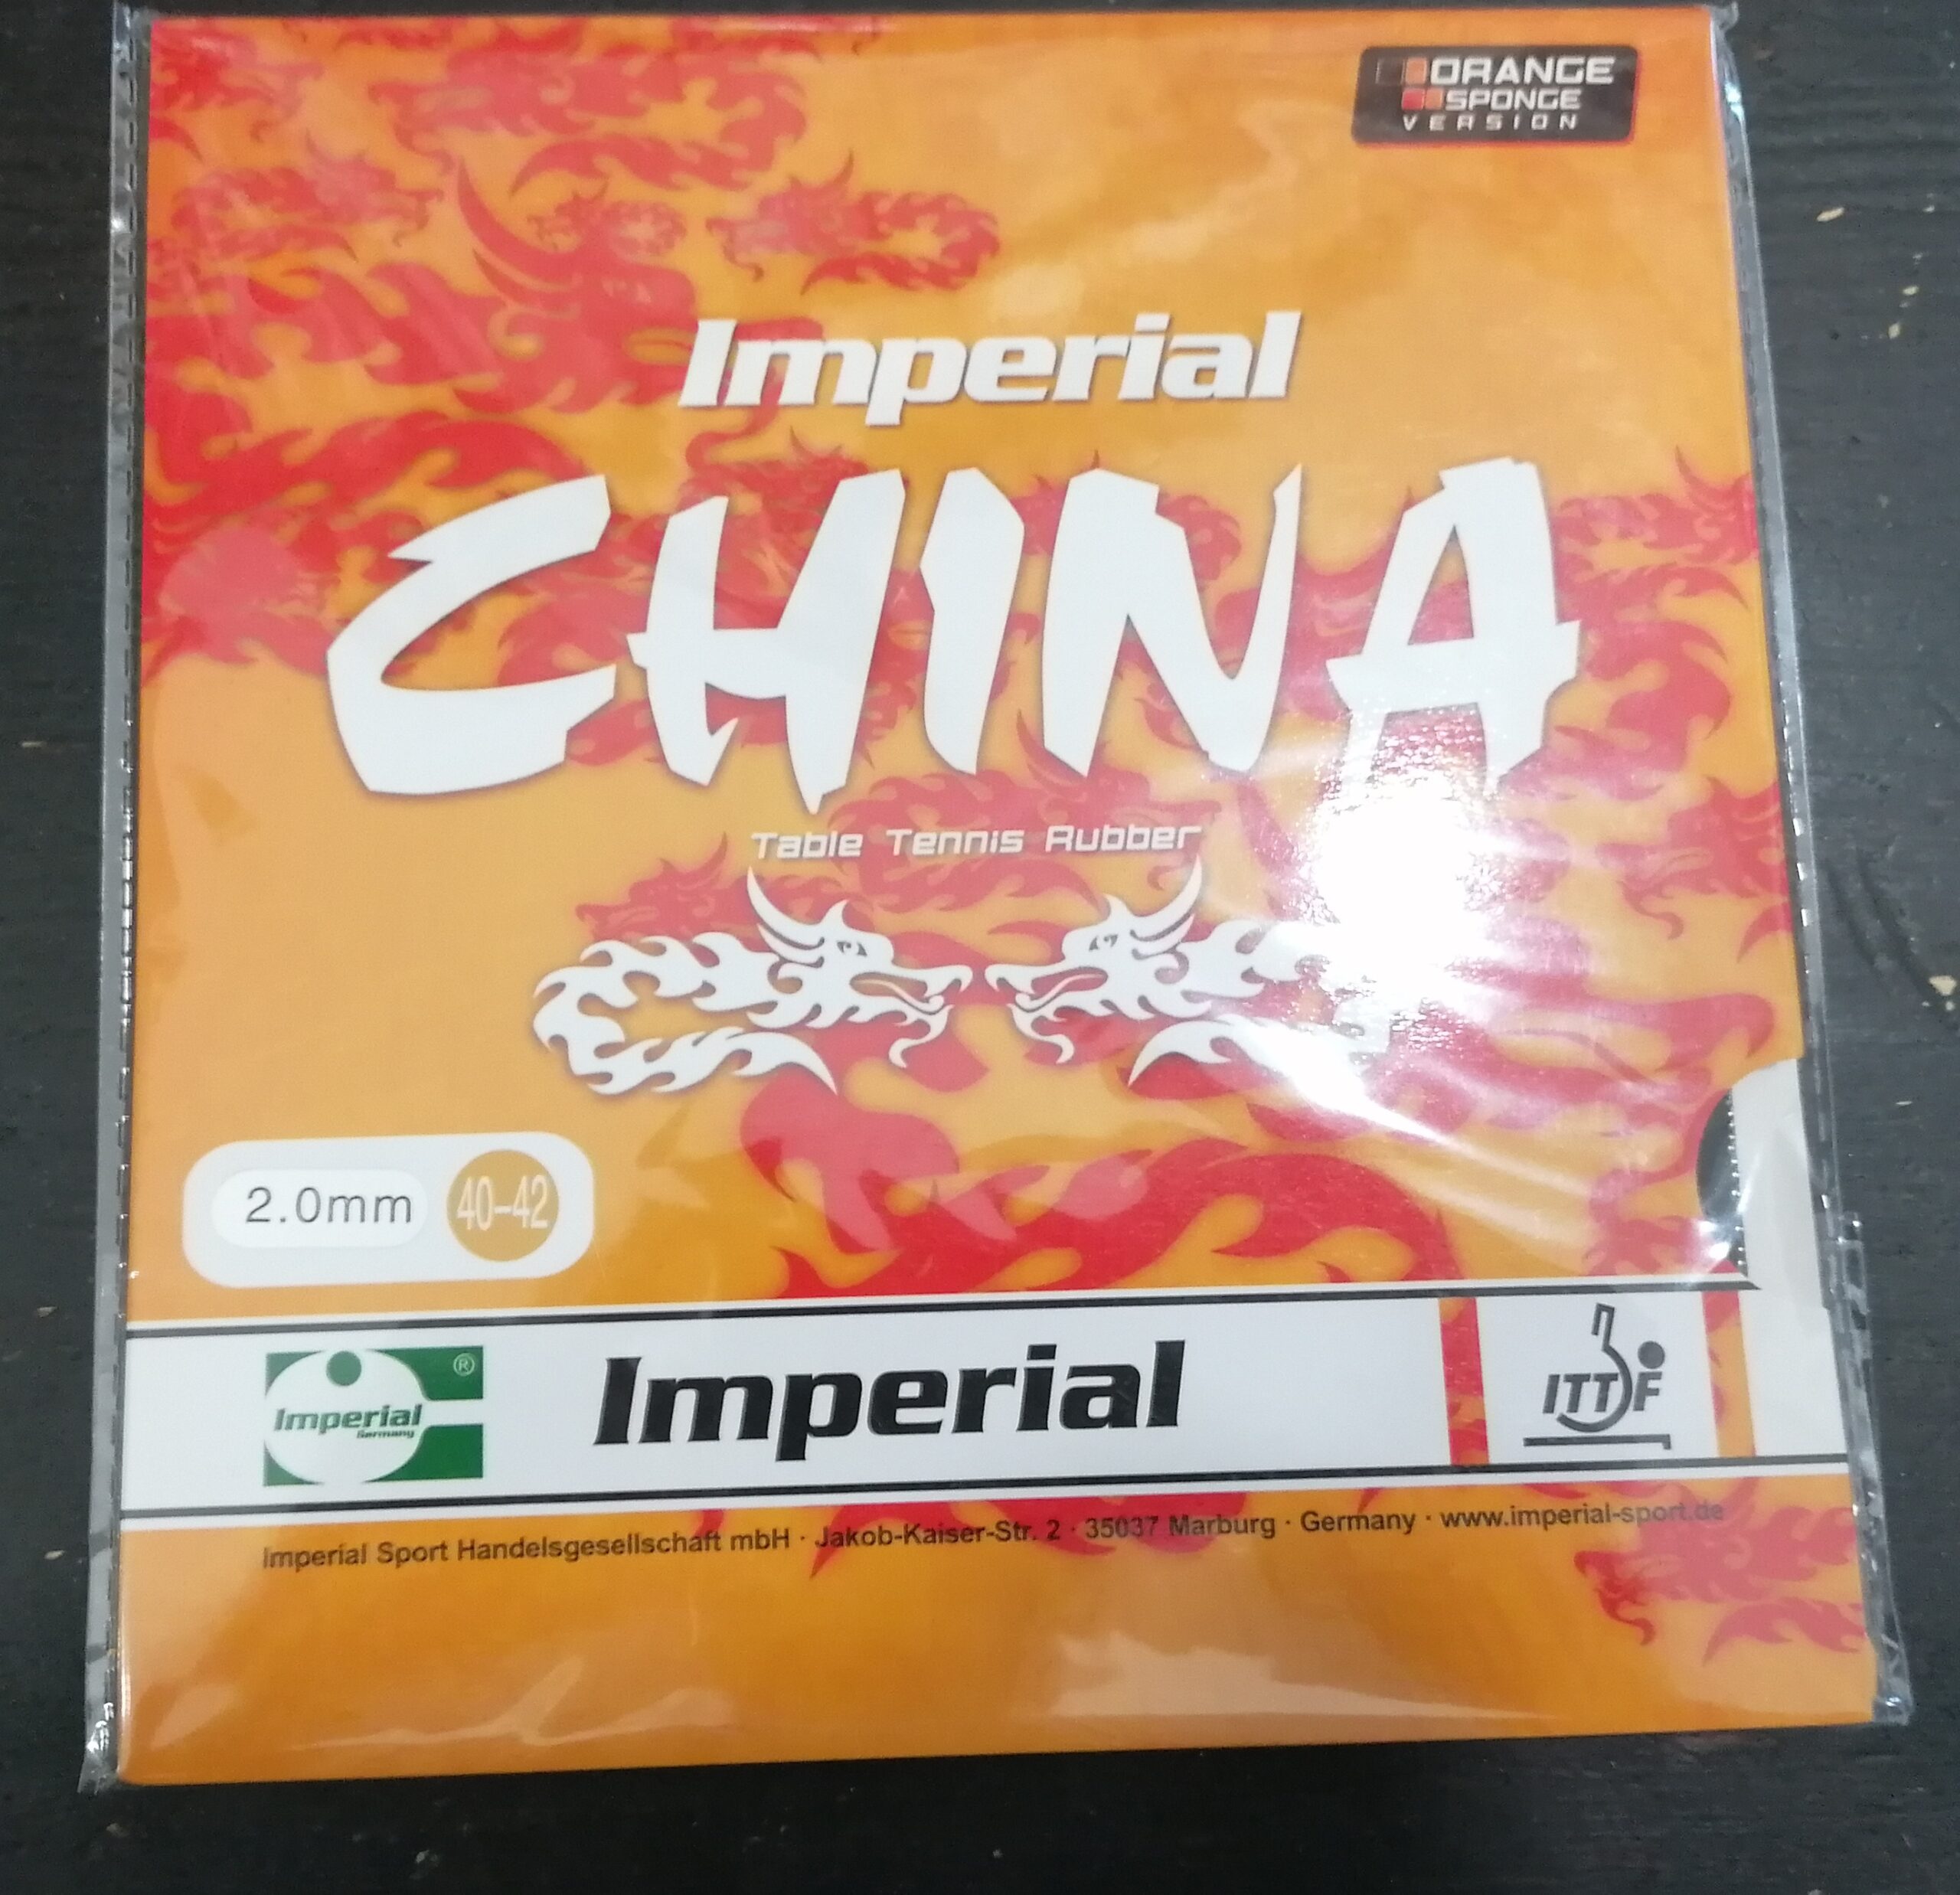 ORANGE
SPONGE
VERSION
Imperial
CHINA
Table Tennis Rubber
2.0mm 40-42
Imperial
Germany
®
Imperial
ITTF
Imperial Sport Handelsgesellschaft mbH · Jakob-Kaiser-Str. 2 · 35037 Marburg · Germany · www.imperial-sport.de